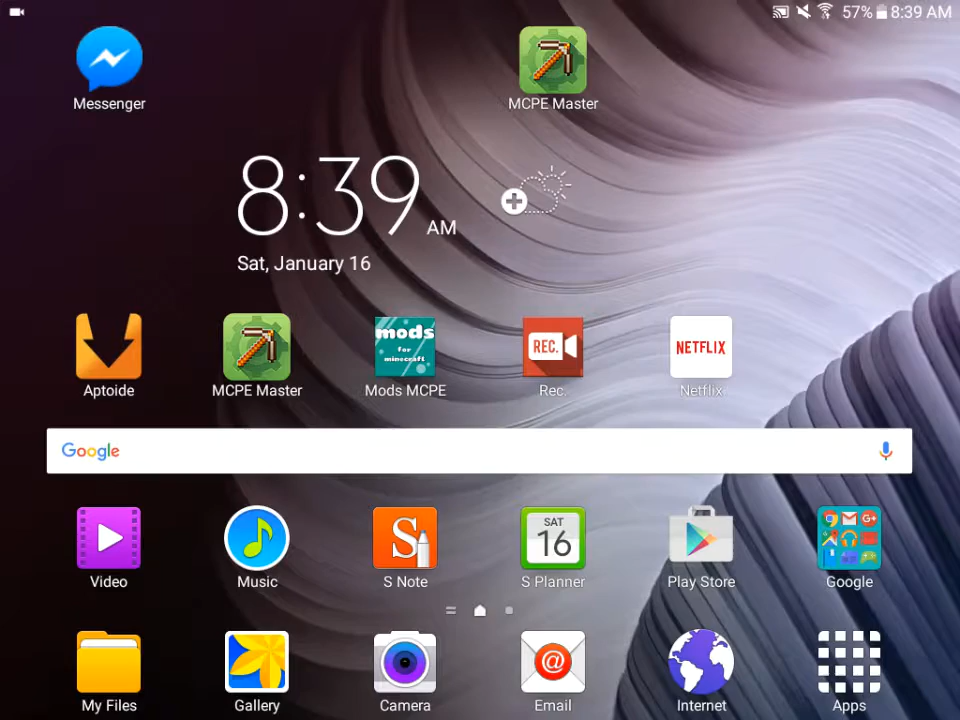 57% 8:39 AM
Messenger
MCPE Master
8:39 AM
Sat, January 16
mods
for
minecraft
REC.
NETFLIX
Aptoide
MCPE Master
Mods MCPE
Rec.
Netflix
Google
S
SAT
16
Video
Music
S Note
S Planner
Play Store
Google
@
My Files
Gallery
Camera
Email
Internet
Apps